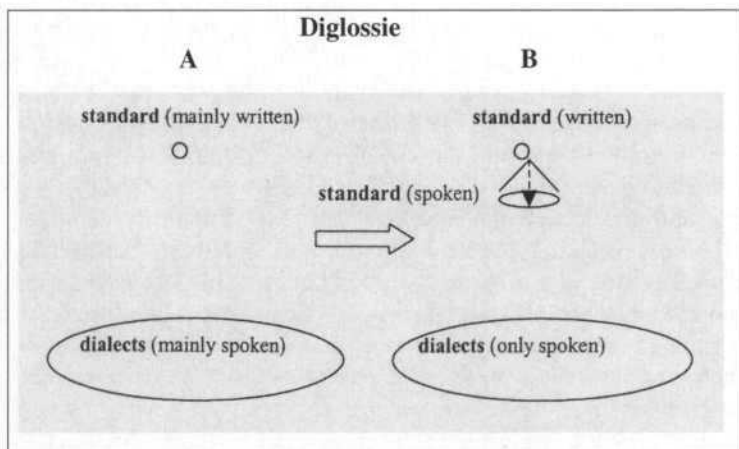 Diglossie
A B
standard (mainly written) standard (written)
standard (spoken)
dialects (mainly spoken) dialects (only spoken)